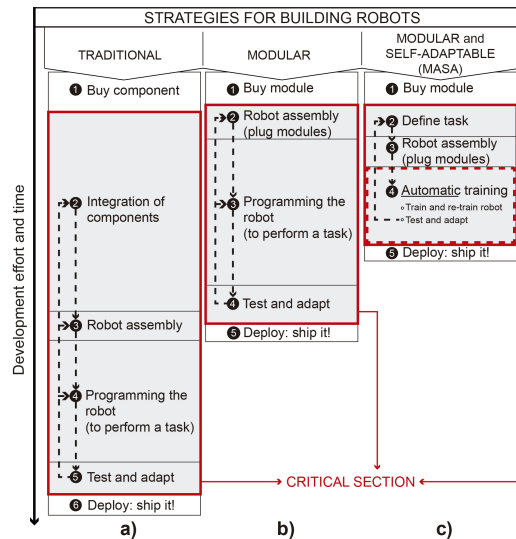 STRATEGIES FOR BUILDING ROBOTS
TRADITIONAL
❶ Buy component
❷ Integration of
components
❸ Robot assembly
❹ Programming the
robot
(to perform a task)
❺ Test and adapt
❻ Deploy: ship it!
a)
MODULAR
❶ Buy module
❷ Robot assembly
(plug modules)
❸ Programming the
robot
(to perform a task)
❹ Test and adapt
❺ Deploy: ship it!
b)
MODULAR and
SELF-ADAPTABLE
(MASA)
❶ Buy module
❷ Define task
❸ Robot assembly
(plug modules)
❹ Automatic training
Train and re-train robot
Test and adapt
❺ Deploy: ship it!
c)
CRITICAL SECTION
Development effort and time